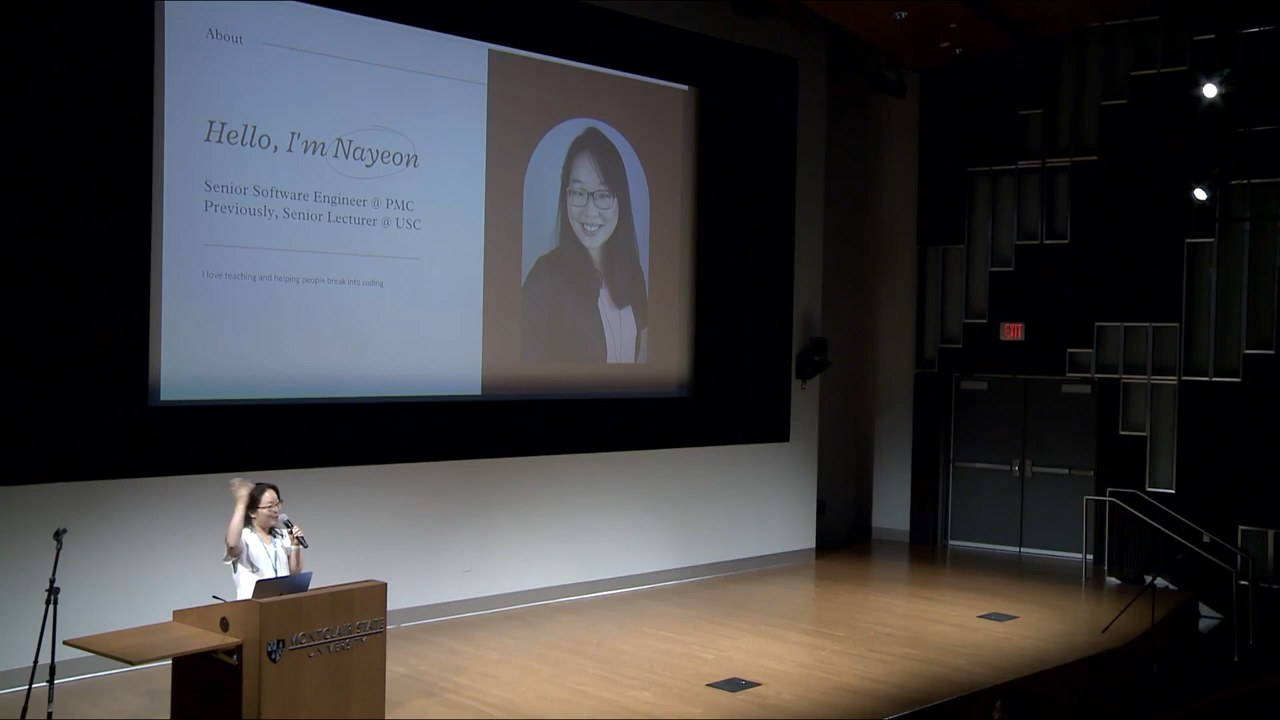 About
Hello, I'm Nayeon
Senior Software Engineer @ PMC
Previously, Senior Lecturer @ USC
I love teaching and helping people break into coding.
EXIT
MONTCLAIR STATE
UNIVERSITY